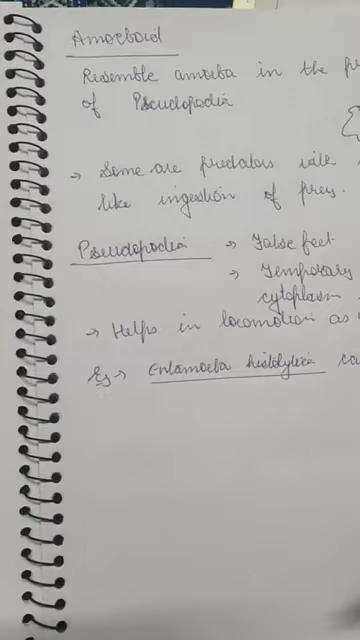 Amoeboid
Resemble amoeba in the
of Pseudopodia
→ Some are predators
like ingestion of prey.
Pseudopodia → False feet
→ Temporary
cytoplasm
→ Helps in locomotion as
Eg → Entamoeba histolytica